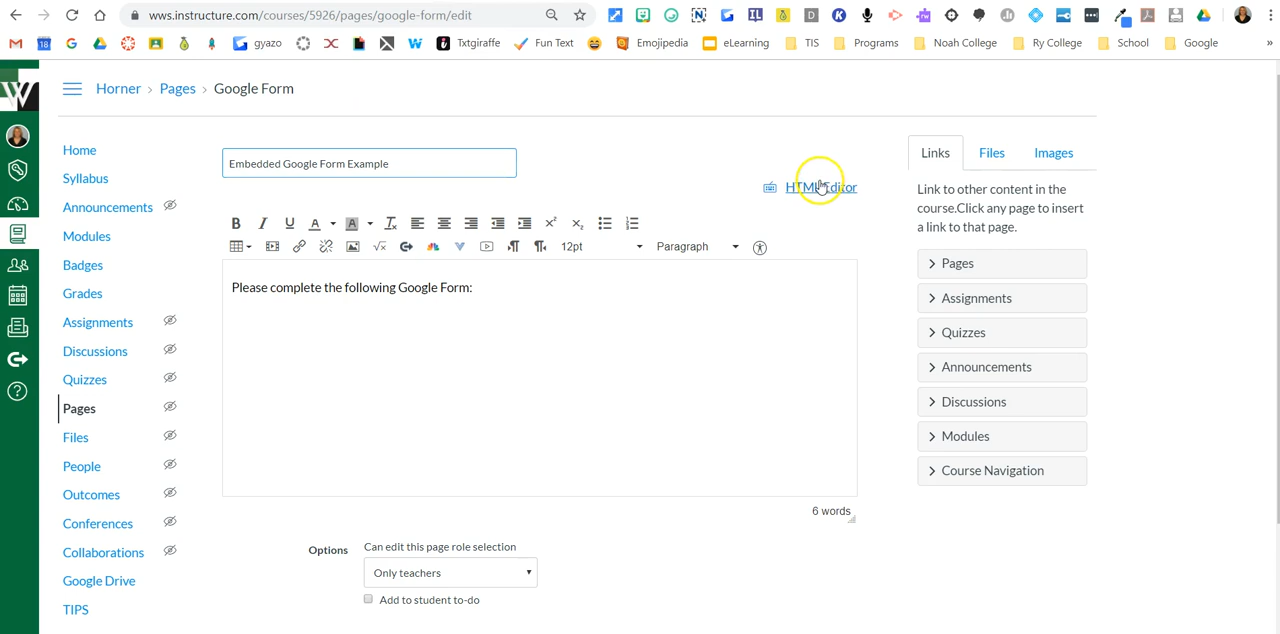 wws.instructure.com/courses/5926/pages/google-form/edit
gyazo Txtgiraffe Fun Text Emojipedia eLearning TIS Programs Noah College Ry College School Google »
Horner › Pages › Google Form
Home
Syllabus
Announcements
Modules
Badges
Grades
Assignments
Discussions
Quizzes
Pages
Files
People
Outcomes
Conferences
Collaborations
Google Drive
TIPS
Embedded Google Form Example
HTML Editor
12pt Paragraph
Please complete the following Google Form:
6 words
Options
Can edit this page role selection
Only teachers
Add to student to-do
Links Files Images
Link to other content in the
course.Click any page to insert
a link to that page.
Pages
Assignments
Quizzes
Announcements
Discussions
Modules
Course Navigation